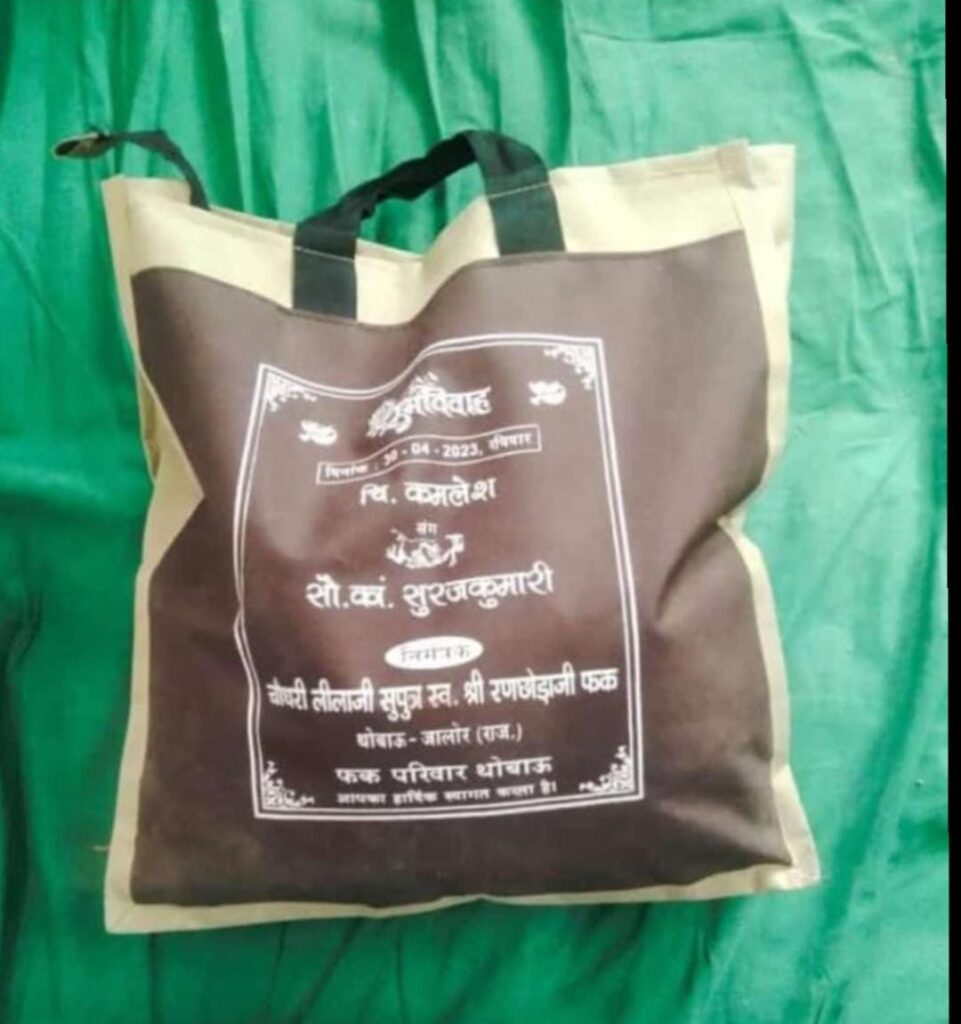 शुभविवाह
दिनांक : 30 - 04 - 2023, रविवार
चि. कमलेश
संग
सौ.कां. सुरजकुमारी
निमंत्रक
चौधरी लीलाजी सुपुत्र स्व. श्री रणछोड़ाजी फक
थोबाऊ - जालोर (राज.)
फक परिवार थोबाऊ
आपका हार्दिक स्वागत करता है।